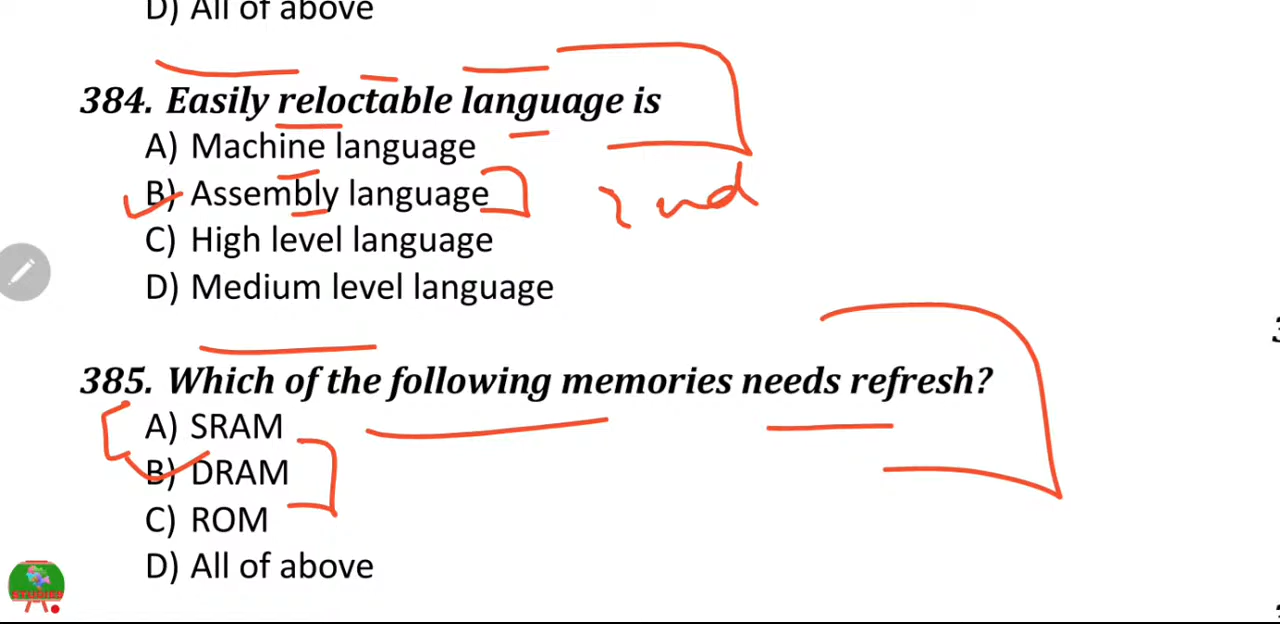 D) All of above
384. Easily reloctable language is
A) Machine language
B) Assembly language
2nd
C) High level language
D) Medium level language
385. Which of the following memories needs refresh?
A) SRAM
B) DRAM
C) ROM
D) All of above
STUDIES